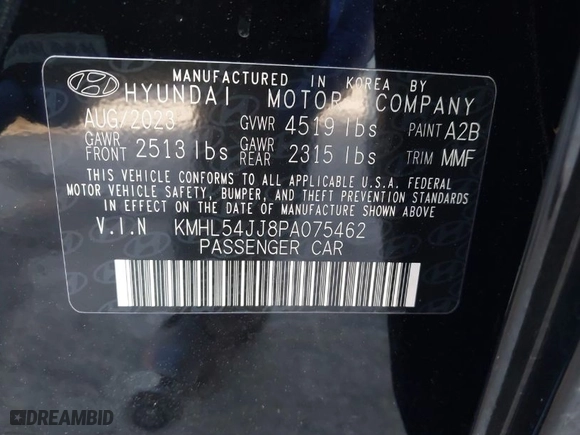 MANUFACTURED IN KOREA BY
HYUNDAI MOTOR COMPANY
AUG/2023 GVWR 4519 lbs PAINT A2B
GAWR FRONT 2513 lbs GAWR REAR 2315 lbs TRIM MMF
THIS VEHICLE CONFORMS TO ALL APPLICABLE U.S.A. FEDERAL
MOTOR VEHICLE SAFETY, BUMPER, AND THEFT PREVENTION STANDARDS
IN EFFECT ON THE DATE OF MANUFACTURE SHOWN ABOVE
V.I.N KMHL54JJ8PA075462
PASSENGER CAR
DREAMBID